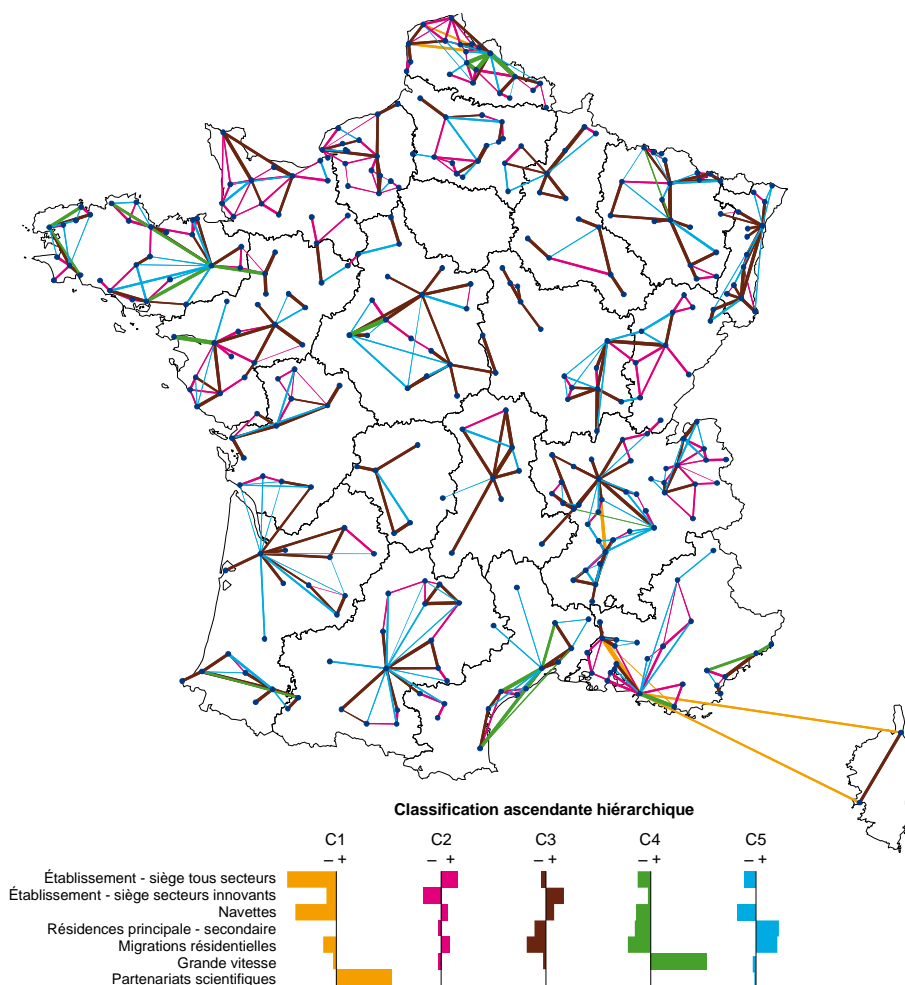 Classification ascendante hiérarchique
C1 C2 C3 C4 C5
– + – + – + – + – +
Établissement - siège tous secteurs
Établissement - siège secteurs innovants
Navettes
Résidences principale - secondaire
Migrations résidentielles
Grande vitesse
Partenariats scientifiques